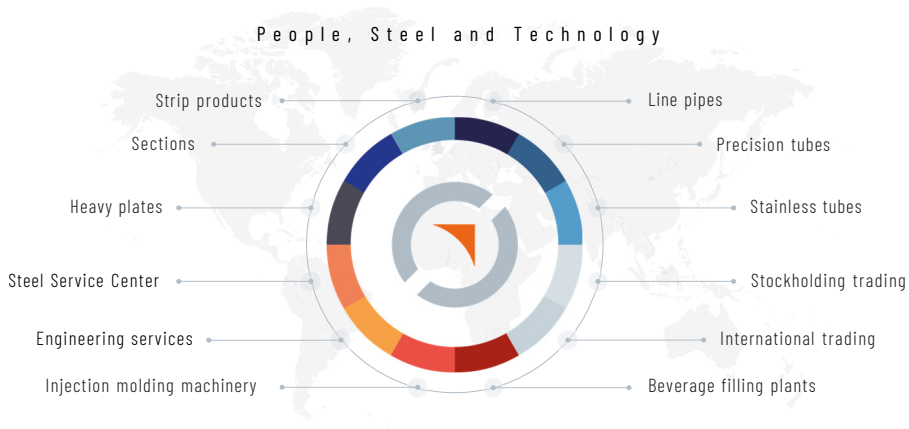 People, Steel and Technology
Strip products
Line pipes
Sections
Precision tubes
Heavy plates
Stainless tubes
Steel Service Center
Stockholding trading
Engineering services
International trading
Injection molding machinery
Beverage filling plants